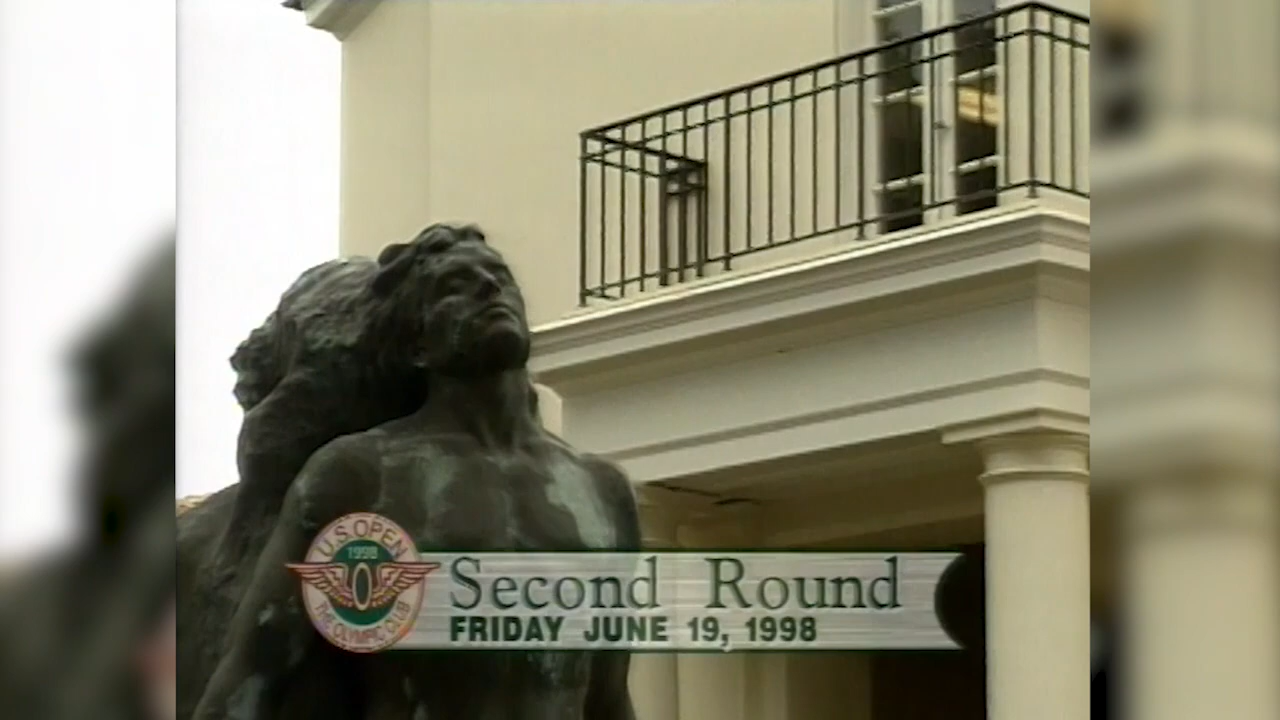 U.S. OPEN
1998
THE OLYMPIC CLUB
Second Round
FRIDAY JUNE 19, 1998